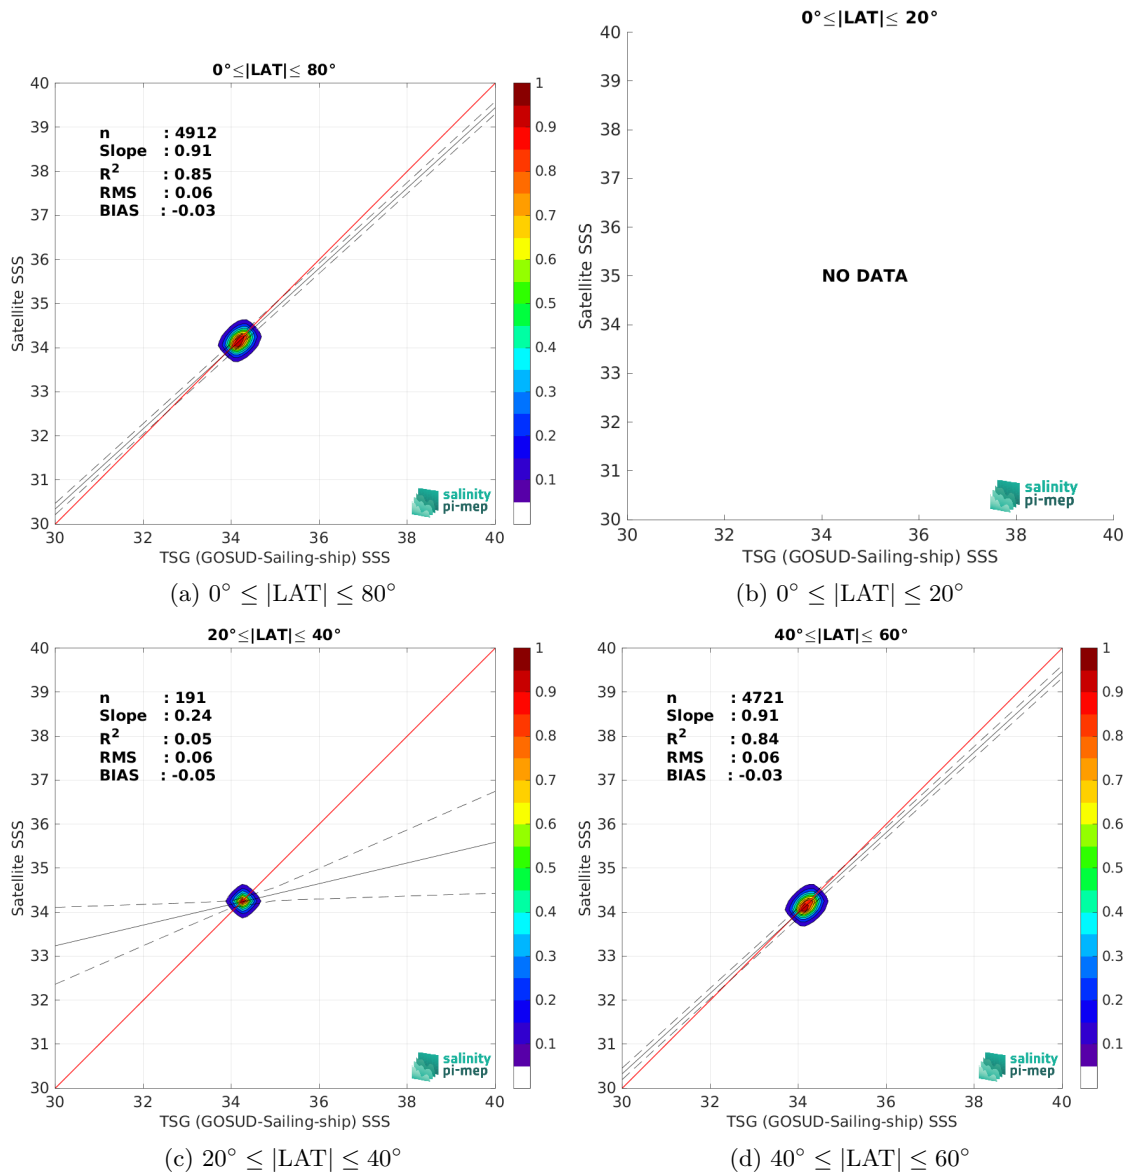 0°≤|LAT|≤ 80°
n : 4912
Slope : 0.91
R² : 0.85
RMS : 0.06
BIAS : -0.03
40
39
38
37
36
35
34
33
32
31
30
Satellite SSS
30 32 34 36 38 40
TSG (GOSUD-Sailing-ship) SSS
1
0.9
0.8
0.7
0.6
0.5
0.4
0.3
0.2
0.1
salinity
pi-mep
(a) 0° ≤ |LAT| ≤ 80°
0°≤|LAT|≤ 20°
40
39
38
37
36
35
34
33
32
31
30
Satellite SSS
NO DATA
salinity
pi-mep
30 32 34 36 38 40
TSG (GOSUD-Sailing-ship) SSS
(b) 0° ≤ |LAT| ≤ 20°
20°≤|LAT|≤ 40°
n : 191
Slope : 0.24
R² : 0.05
RMS : 0.06
BIAS : -0.05
40
39
38
37
36
35
34
33
32
31
30
Satellite SSS
30 32 34 36 38 40
TSG (GOSUD-Sailing-ship) SSS
1
0.9
0.8
0.7
0.6
0.5
0.4
0.3
0.2
0.1
salinity
pi-mep
(c) 20° ≤ |LAT| ≤ 40°
40°≤|LAT|≤ 60°
n : 4721
Slope : 0.91
R² : 0.84
RMS : 0.06
BIAS : -0.03
40
39
38
37
36
35
34
33
32
31
30
Satellite SSS
30 32 34 36 38 40
TSG (GOSUD-Sailing-ship) SSS
1
0.9
0.8
0.7
0.6
0.5
0.4
0.3
0.2
0.1
salinity
pi-mep
(d) 40° ≤ |LAT| ≤ 60°